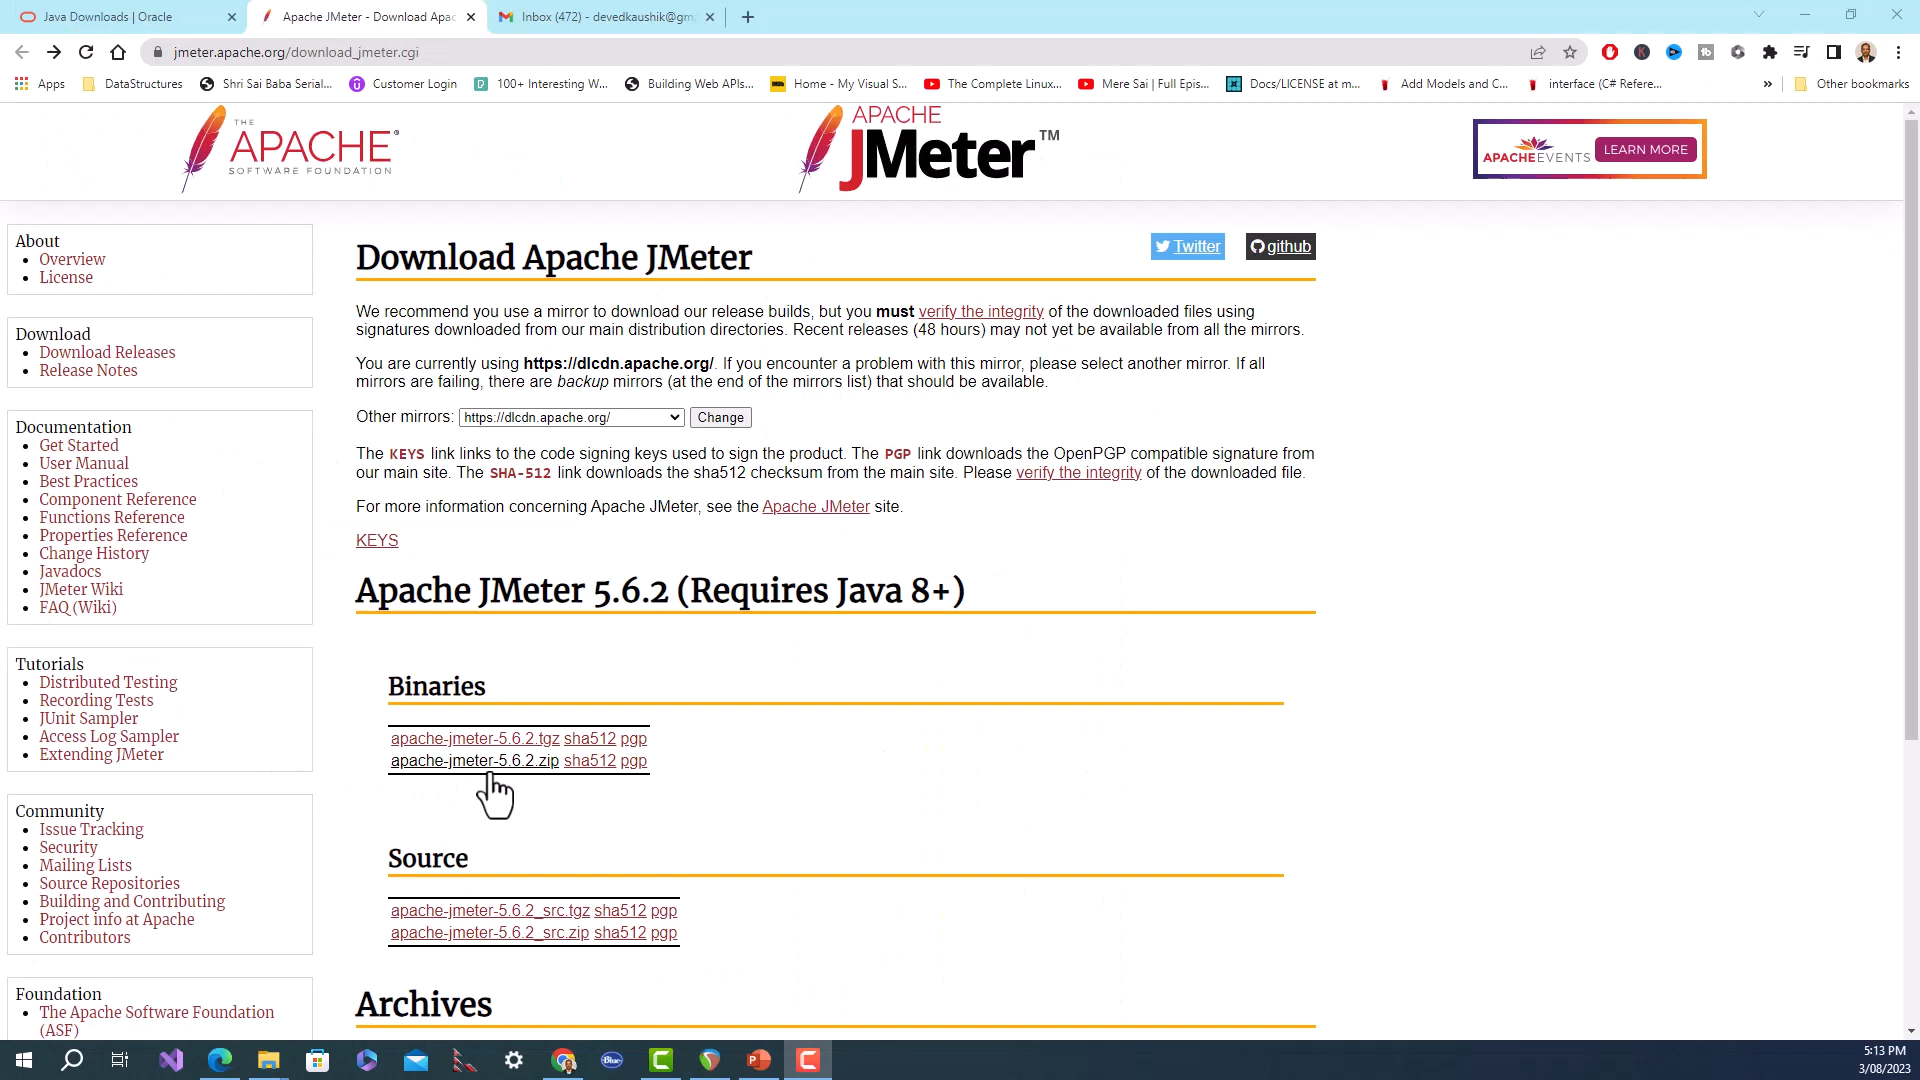 Java Downloads | Oracle
Apache JMeter - Download Apac
Inbox (472) - devedkaushik@gm
jmeter.apache.org/download_jmeter.cgi
Apps
DataStructures
Shri Sai Baba Serial...
Customer Login
100+ Interesting W...
Building Web APIs...
Home - My Visual S...
The Complete Linux...
Mere Sai | Full Epis...
Docs/LICENSE at m...
Add Models and C...
interface (C# Refere...
»
Other bookmarks
THE
APACHE®
SOFTWARE FOUNDATION
APACHE
JMeter™
APACHEEVENTS LEARN MORE
About
Overview
License
Download
Download Releases
Release Notes
Documentation
Get Started
User Manual
Best Practices
Component Reference
Functions Reference
Properties Reference
Change History
Javadocs
JMeter Wiki
FAQ (Wiki)
Tutorials
Distributed Testing
Recording Tests
JUnit Sampler
Access Log Sampler
Extending JMeter
Community
Issue Tracking
Security
Mailing Lists
Source Repositories
Building and Contributing
Project info at Apache
Contributors
Foundation
The Apache Software Foundation
(ASF)
Twitter github
Download Apache JMeter
We recommend you use a mirror to download our release builds, but you must verify the integrity of the downloaded files using
signatures downloaded from our main distribution directories. Recent releases (48 hours) may not yet be available from all the mirrors.
You are currently using https://dlcdn.apache.org/. If you encounter a problem with this mirror, please select another mirror. If all
mirrors are failing, there are backup mirrors (at the end of the mirrors list) that should be available.
Other mirrors: https://dlcdn.apache.org/ Change
The KEYS link links to the code signing keys used to sign the product. The PGP link downloads the OpenPGP compatible signature from
our main site. The SHA-512 link downloads the sha512 checksum from the main site. Please verify the integrity of the downloaded file.
For more information concerning Apache JMeter, see the Apache JMeter site.
KEYS
Apache JMeter 5.6.2 (Requires Java 8+)
Binaries
apache-jmeter-5.6.2.tgz sha512 pgp
apache-jmeter-5.6.2.zip sha512 pgp
Source
apache-jmeter-5.6.2_src.tgz sha512 pgp
apache-jmeter-5.6.2_src.zip sha512 pgp
Archives
5:13 PM
3/08/2023